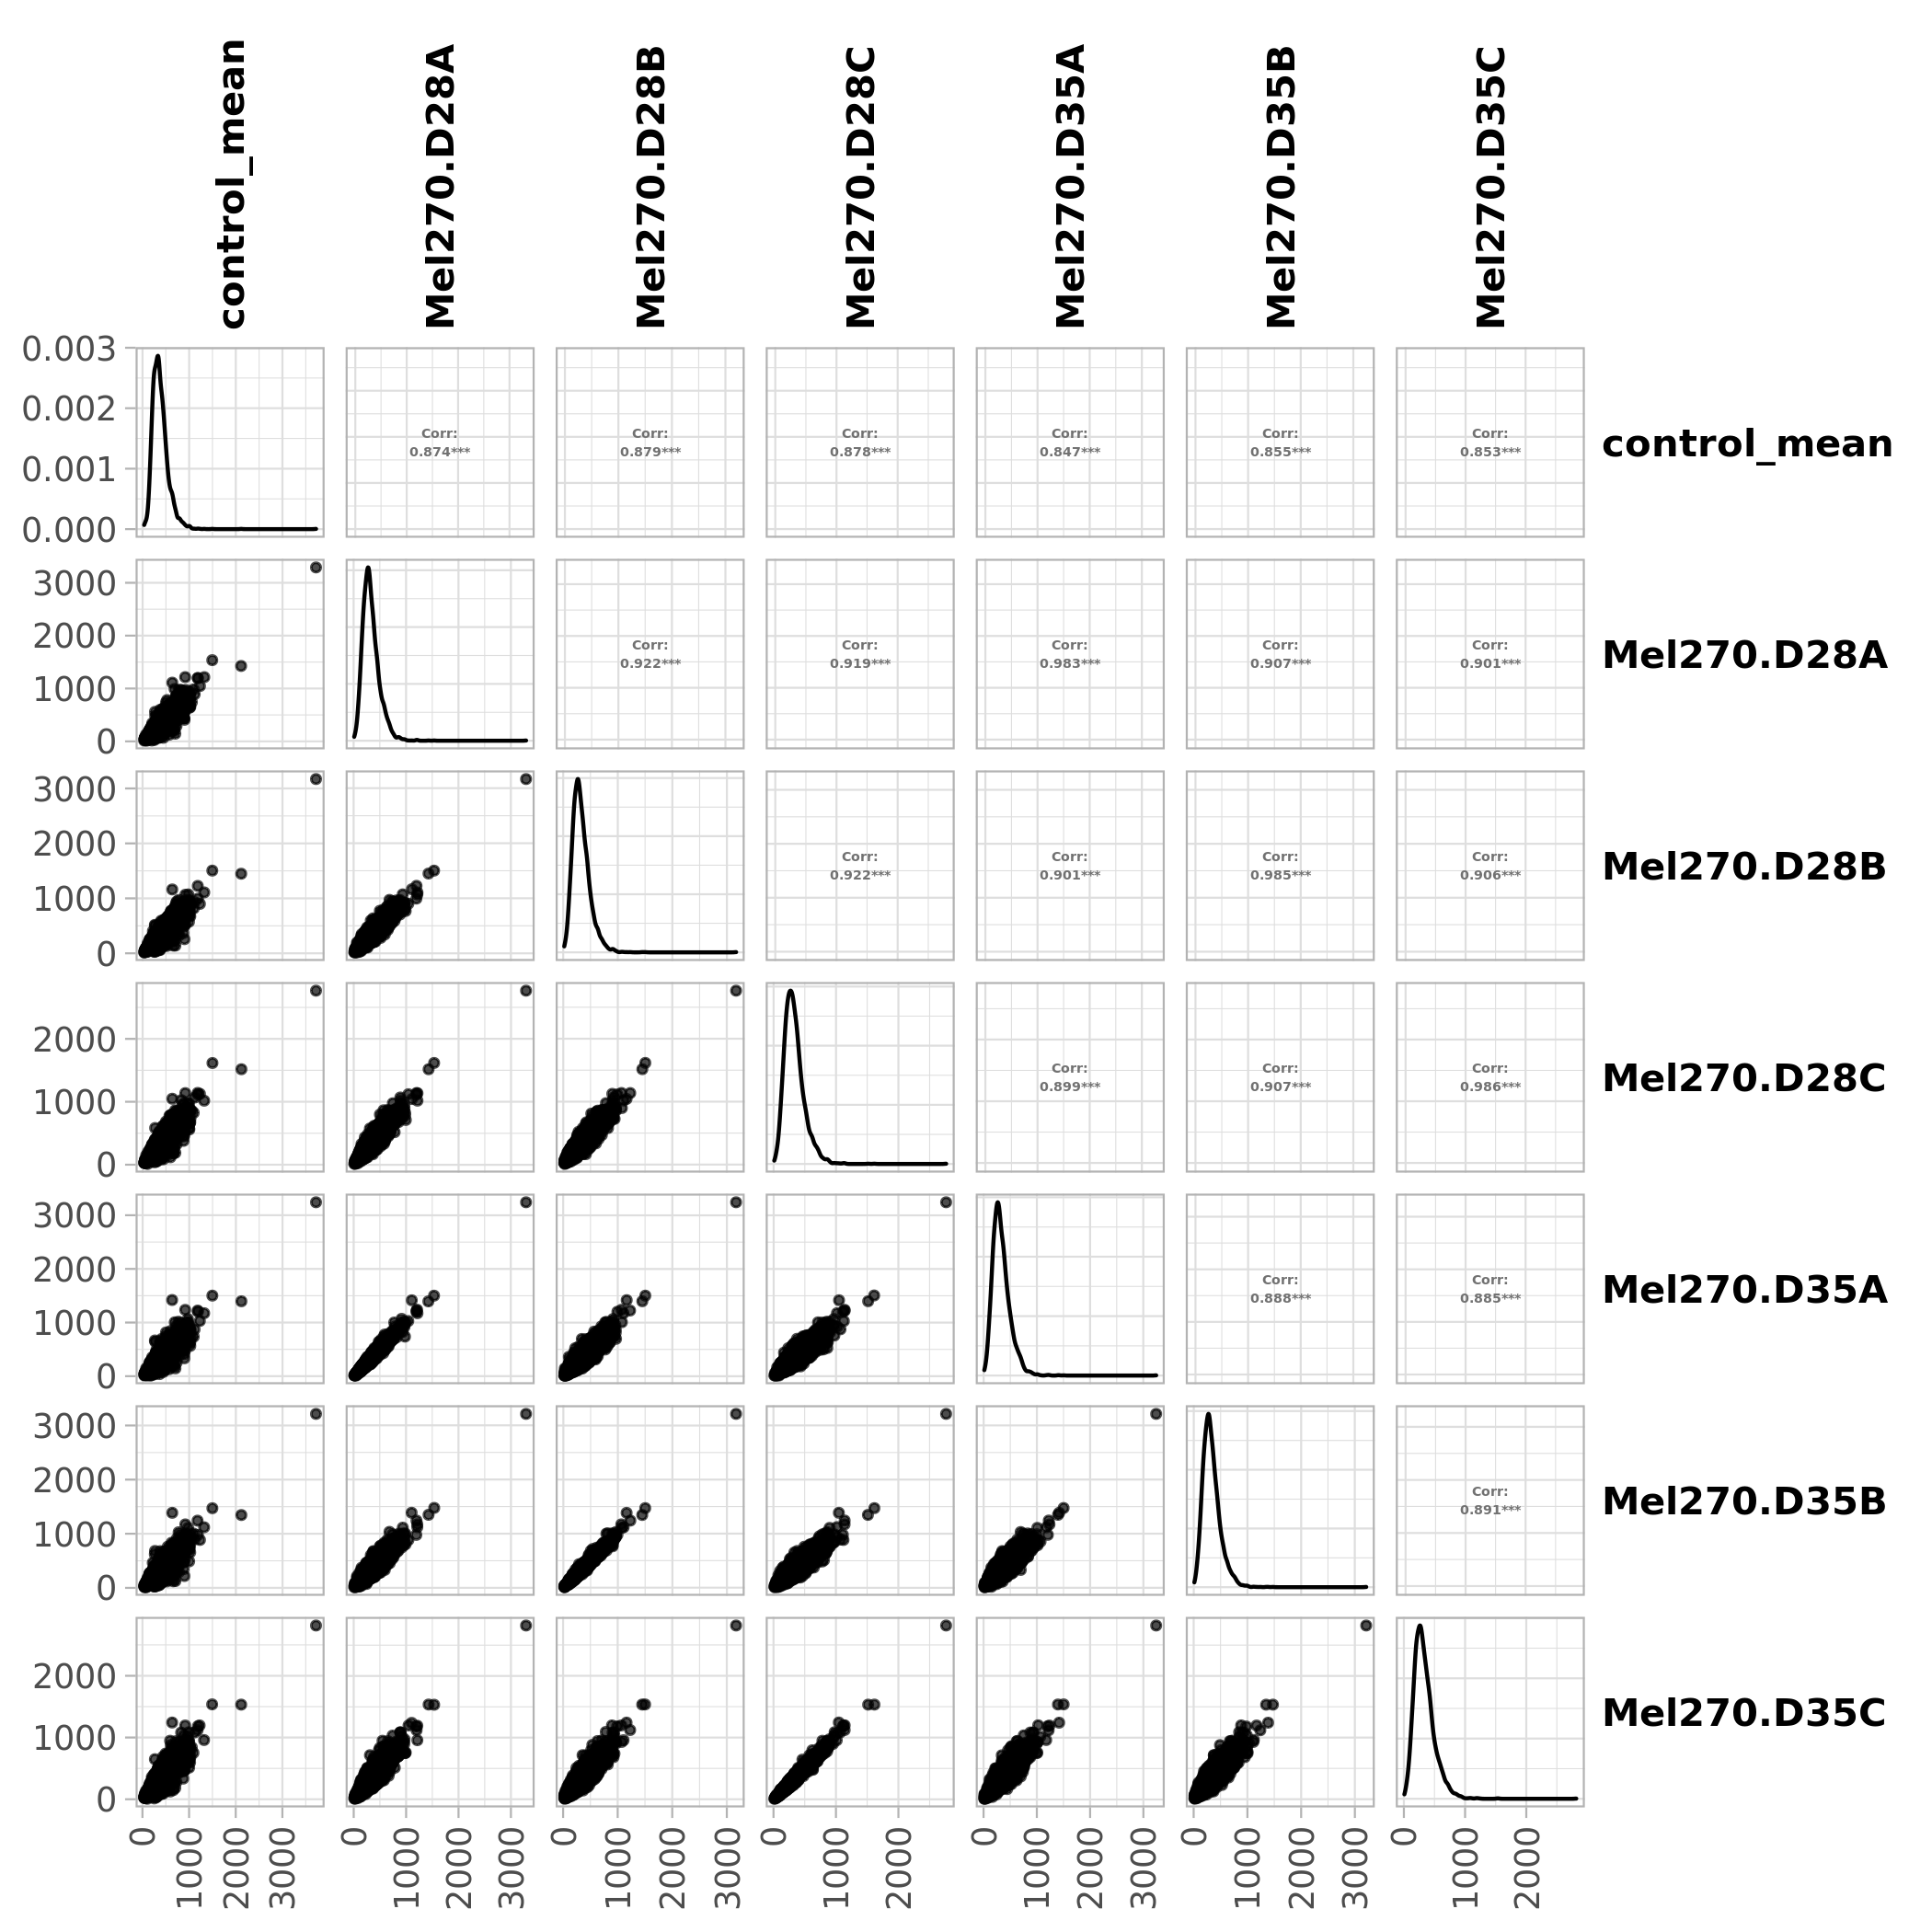 control_mean
Mel270.D28A
Mel270.D28B
Mel270.D28C
Mel270.D35A
Mel270.D35B
Mel270.D35C
0.003
0.002
0.001
0.000
Corr:
0.874***
Corr:
0.879***
Corr:
0.878***
Corr:
0.847***
Corr:
0.855***
Corr:
0.853***
control_mean
3000
2000
1000
0
Corr:
0.922***
Corr:
0.919***
Corr:
0.983***
Corr:
0.907***
Corr:
0.901***
Mel270.D28A
3000
2000
1000
0
Corr:
0.922***
Corr:
0.901***
Corr:
0.985***
Corr:
0.906***
Mel270.D28B
2000
1000
0
Corr:
0.899***
Corr:
0.907***
Corr:
0.986***
Mel270.D28C
3000
2000
1000
0
Corr:
0.888***
Corr:
0.885***
Mel270.D35A
3000
2000
1000
0
Corr:
0.891***
Mel270.D35B
2000
1000
0
Mel270.D35C
0
1000
2000
3000
0
1000
2000
3000
0
1000
2000
3000
0
1000
2000
0
1000
2000
3000
0
1000
2000
3000
0
1000
2000